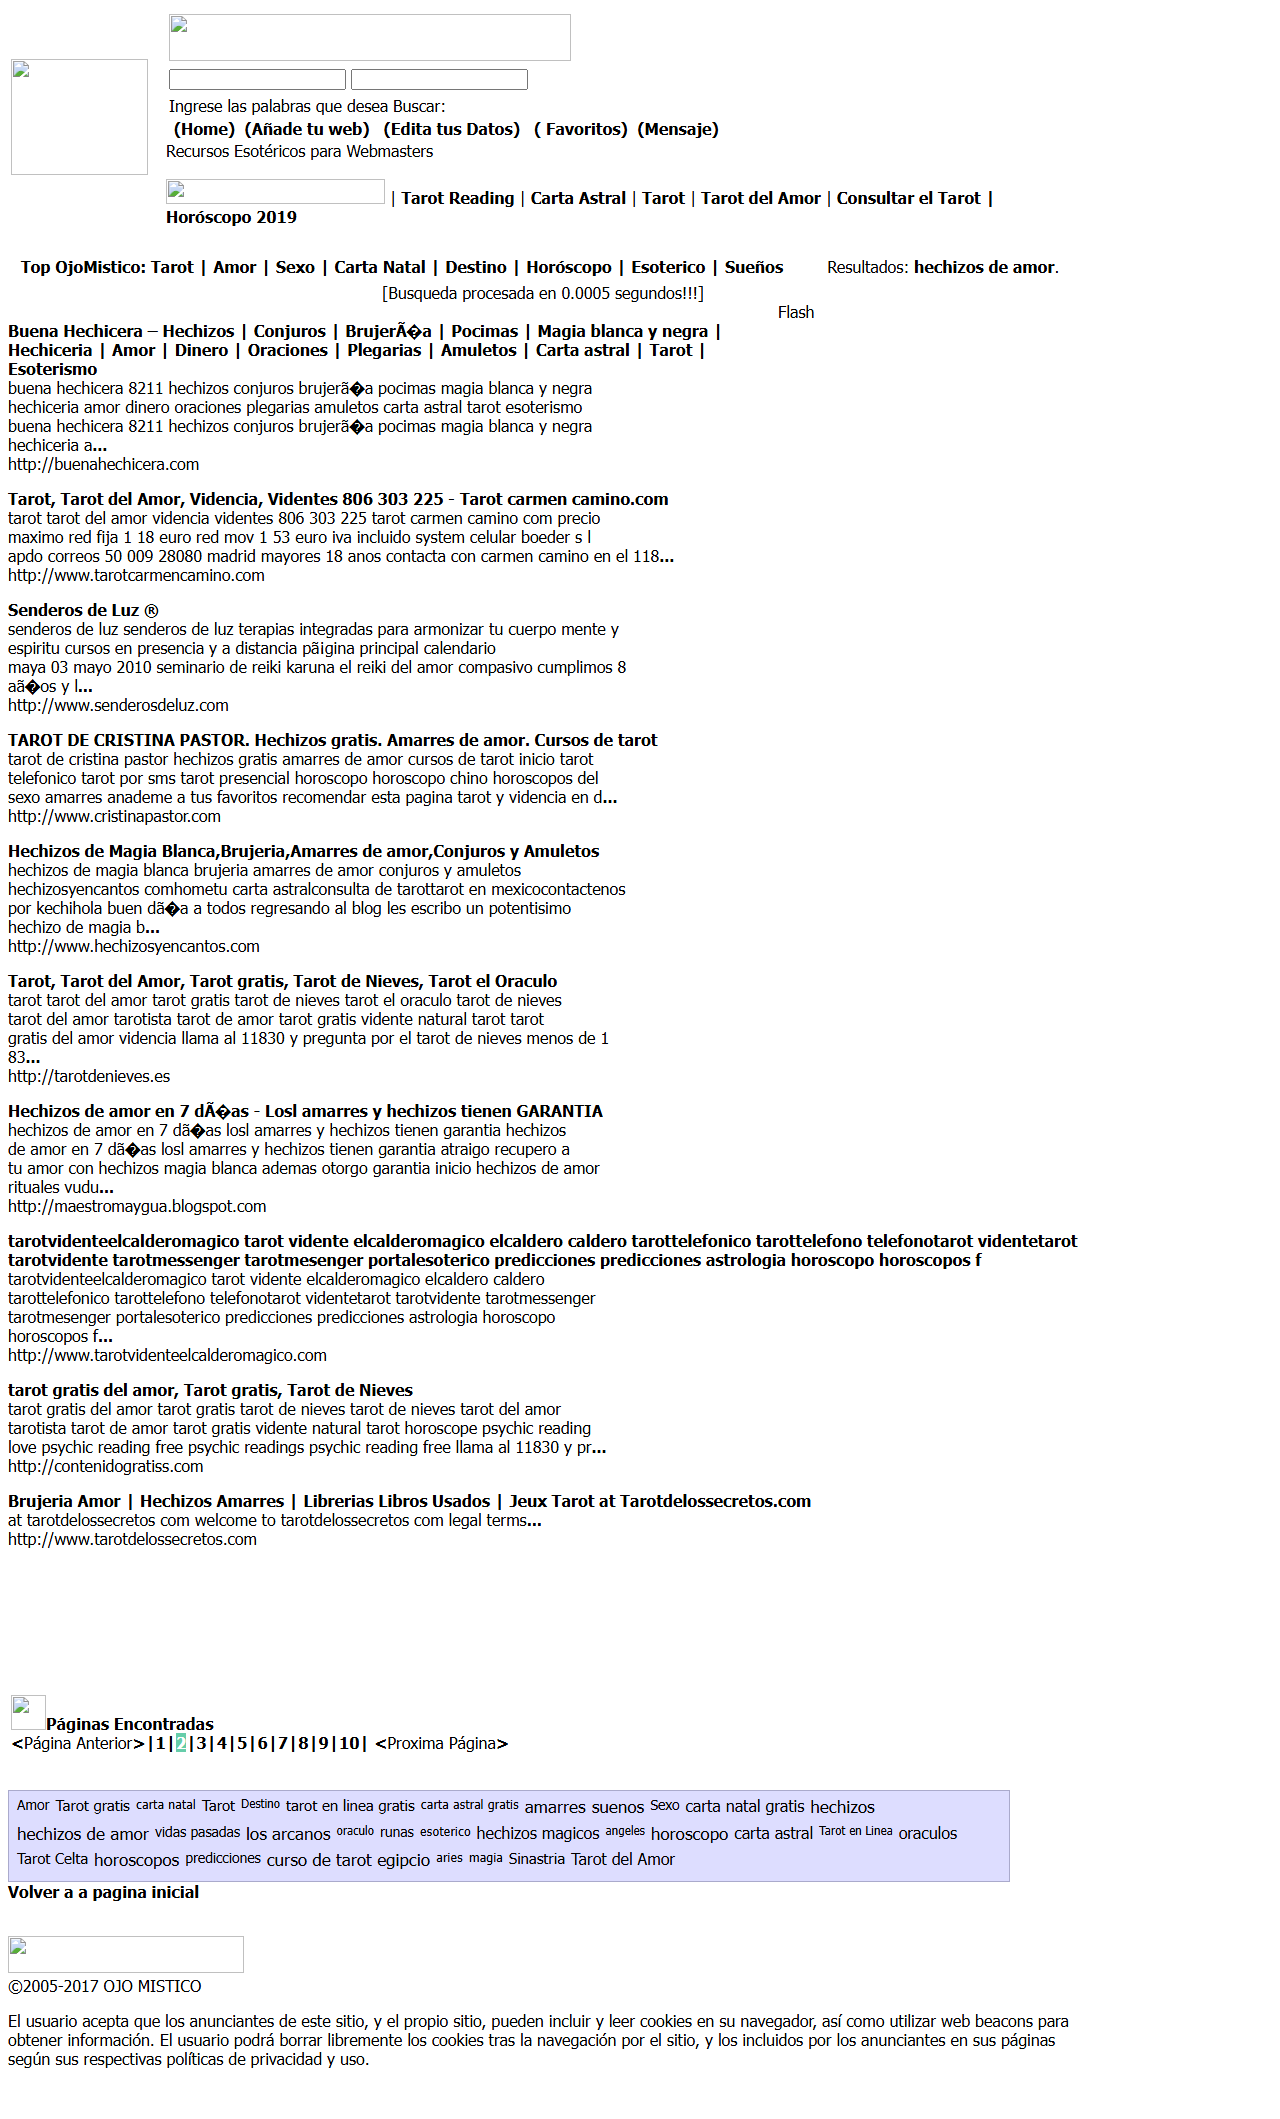 Ingrese las palabras que desea Buscar:
(Home) (Añade tu web) (Edita tus Datos) ( Favoritos) (Mensaje)
Recursos Esotéricos para Webmasters
| Tarot Reading | Carta Astral | Tarot | Tarot del Amor | Consultar el Tarot |
Horóscopo 2019
Top OjoMistico: Tarot | Amor | Sexo | Carta Natal | Destino | Horóscopo | Esoterico | Sueños Resultados: hechizos de amor.
[Busqueda procesada en 0.0005 segundos!!!]
Flash
Buena Hechicera – Hechizos | Conjuros | BrujerÃ�a | Pocimas | Magia blanca y negra |
Hechiceria | Amor | Dinero | Oraciones | Plegarias | Amuletos | Carta astral | Tarot |
Esoterismo
buena hechicera 8211 hechizos conjuros brujerã�a pocimas magia blanca y negra
hechiceria amor dinero oraciones plegarias amuletos carta astral tarot esoterismo
buena hechicera 8211 hechizos conjuros brujerã�a pocimas magia blanca y negra
hechiceria a...
http://buenahechicera.com
Tarot, Tarot del Amor, Videncia, Videntes 806 303 225 - Tarot carmen camino.com
tarot tarot del amor videncia videntes 806 303 225 tarot carmen camino com precio
maximo red fija 1 18 euro red mov 1 53 euro iva incluido system celular boeder s l
apdo correos 50 009 28080 madrid mayores 18 anos contacta con carmen camino en el 118...
http://www.tarotcarmencamino.com
Senderos de Luz ®
senderos de luz senderos de luz terapias integradas para armonizar tu cuerpo mente y
espiritu cursos en presencia y a distancia pã¡gina principal calendario
maya 03 mayo 2010 seminario de reiki karuna el reiki del amor compasivo cumplimos 8
aã�os y l...
http://www.senderosdeluz.com
TAROT DE CRISTINA PASTOR. Hechizos gratis. Amarres de amor. Cursos de tarot
tarot de cristina pastor hechizos gratis amarres de amor cursos de tarot inicio tarot
telefonico tarot por sms tarot presencial horoscopo horoscopo chino horoscopos del
sexo amarres anademe a tus favoritos recomendar esta pagina tarot y videncia en d...
http://www.cristinapastor.com
Hechizos de Magia Blanca,Brujeria,Amarres de amor,Conjuros y Amuletos
hechizos de magia blanca brujeria amarres de amor conjuros y amuletos
hechizosyencantos comhometu carta astralconsulta de tarottarot en mexicocontactenos
por kechihola buen dã�a a todos regresando al blog les escribo un potentisimo
hechizo de magia b...
http://www.hechizosyencantos.com
Tarot, Tarot del Amor, Tarot gratis, Tarot de Nieves, Tarot el Oraculo
tarot tarot del amor tarot gratis tarot de nieves tarot el oraculo tarot de nieves
tarot del amor tarotista tarot de amor tarot gratis vidente natural tarot tarot
gratis del amor videncia llama al 11830 y pregunta por el tarot de nieves menos de 1
83...
http://tarotdenieves.es
Hechizos de amor en 7 dÃ�as - Losl amarres y hechizos tienen GARANTIA
hechizos de amor en 7 dã�as losl amarres y hechizos tienen garantia hechizos
de amor en 7 dã�as losl amarres y hechizos tienen garantia atraigo recupero a
tu amor con hechizos magia blanca ademas otorgo garantia inicio hechizos de amor
rituales vudu...
http://maestromaygua.blogspot.com
tarotvidenteelcalderomagico tarot vidente elcalderomagico elcaldero caldero tarottelefonico tarottelefono telefonotarot videntetarot
tarotvidente tarotmessenger tarotmesenger portalesoterico predicciones predicciones astrologia horoscopo horoscopos f
tarotvidenteelcalderomagico tarot vidente elcalderomagico elcaldero caldero
tarottelefonico tarottelefono telefonotarot videntetarot tarotvidente tarotmessenger
tarotmesenger portalesoterico predicciones predicciones astrologia horoscopo
horoscopos f...
http://www.tarotvidenteelcalderomagico.com
tarot gratis del amor, Tarot gratis, Tarot de Nieves
tarot gratis del amor tarot gratis tarot de nieves tarot de nieves tarot del amor
tarotista tarot de amor tarot gratis vidente natural tarot horoscope psychic reading
love psychic reading free psychic readings psychic reading free llama al 11830 y pr...
http://contenidogratiss.com
Brujeria Amor | Hechizos Amarres | Librerias Libros Usados | Jeux Tarot at Tarotdelossecretos.com
at tarotdelossecretos com welcome to tarotdelossecretos com legal terms...
http://www.tarotdelossecretos.com
Páginas Encontradas
<Página Anterior>|1|2|3|4|5|6|7|8|9|10| <Proxima Página>
Amor Tarot gratis carta natal Tarot Destino tarot en linea gratis carta astral gratis amarres suenos Sexo carta natal gratis hechizos
hechizos de amor vidas pasadas los arcanos oraculo runas esoterico hechizos magicos angeles horoscopo carta astral Tarot en Linea oraculos
Tarot Celta horoscopos predicciones curso de tarot egipcio aries magia Sinastria Tarot del Amor
Volver a a pagina inicial
©2005-2017 OJO MISTICO
El usuario acepta que los anunciantes de este sitio, y el propio sitio, pueden incluir y leer cookies en su navegador, así como utilizar web beacons para
obtener información. El usuario podrá borrar libremente los cookies tras la navegación por el sitio, y los incluidos por los anunciantes en sus páginas
según sus respectivas políticas de privacidad y uso.